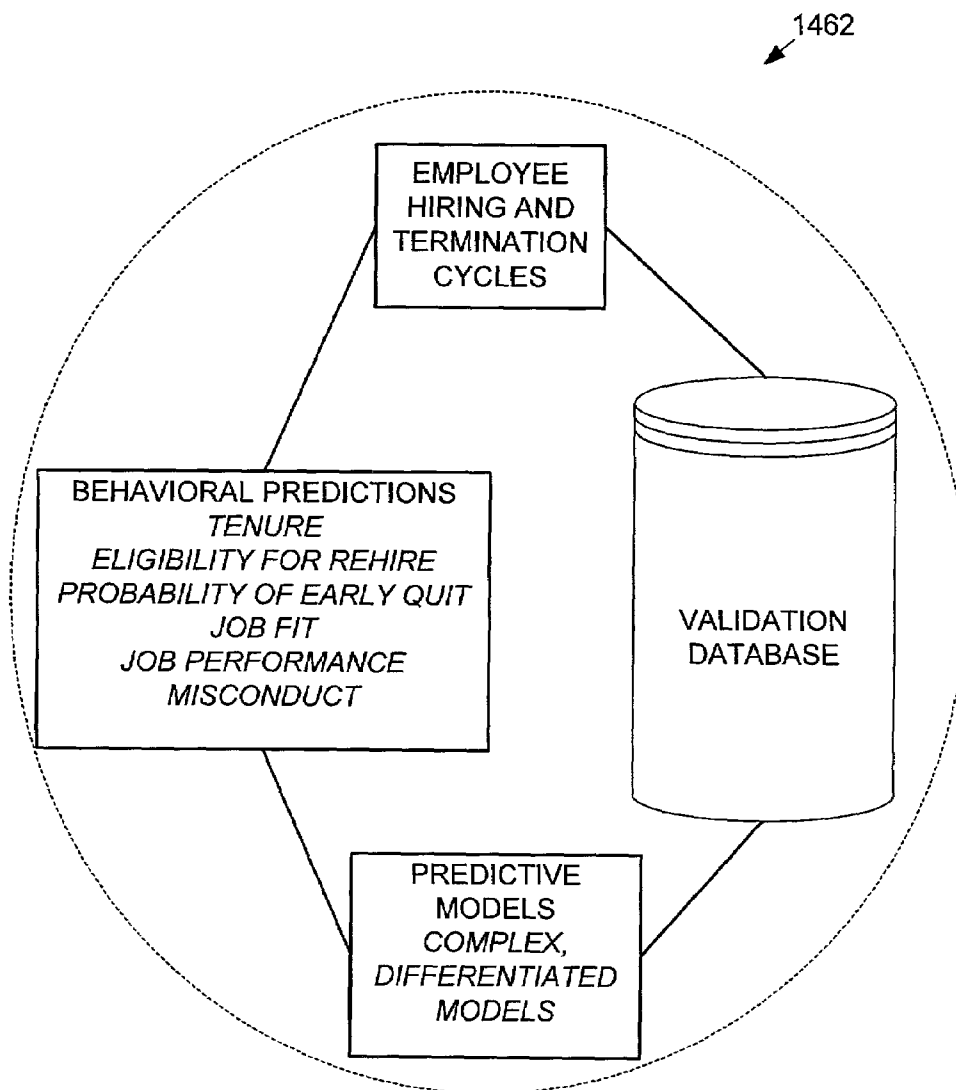 1462
EMPLOYEE
HIRING AND
TERMINATION
CYCLES
BEHAVIORAL PREDICTIONS
TENURE
ELIGIBILITY FOR REHIRE
PROBABILITY OF EARLY QUIT
JOB FIT
JOB PERFORMANCE
MISCONDUCT
VALIDATION
DATABASE
PREDICTIVE
MODELS
COMPLEX,
DIFFERENTIATED
MODELS